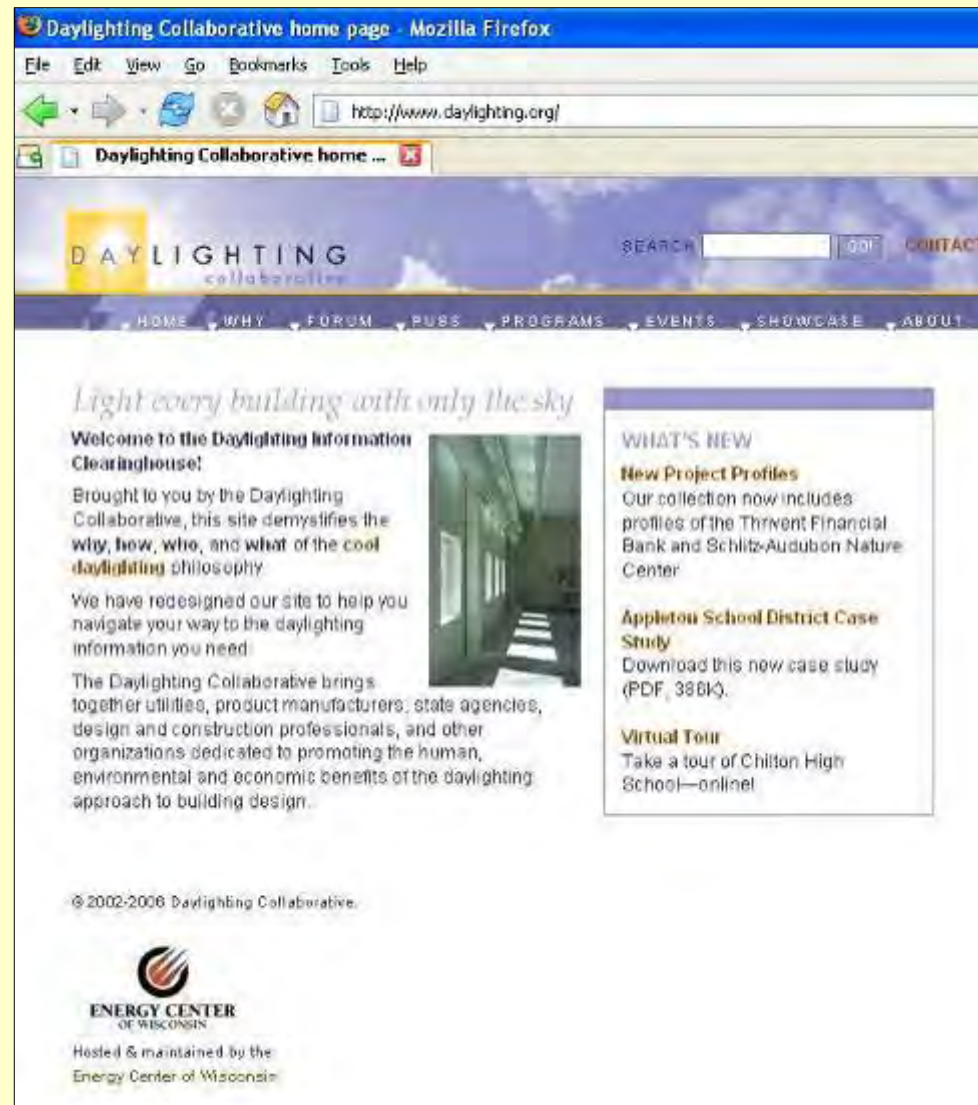 Daylighting Collaborative home page - Mozilla Firefox
File Edit View Go Bookmarks Tools Help
http://www.daylighting.org/
Daylighting Collaborative home ...
DAYLIGHTING
collaborative
SEARCH GO! CONTACT
HOME WHY FORUM PUBS PROGRAMS EVENTS SHOWCASE ABOUT
Light every building with only the sky
Welcome to the Daylighting Information
Clearinghouse!
Brought to you by the Daylighting
Collaborative, this site demystifies the
why, how, who, and what of the cool
daylighting philosophy
We have redesigned our site to help you
navigate your way to the daylighting
information you need
The Daylighting Collaborative brings
together utilities, product manufacturers, state agencies,
design and construction professionals, and other
organizations dedicated to promoting the human,
environmental and economic benefits of the daylighting
approach to building design.
WHAT'S NEW
New Project Profiles
Our collection now includes
profiles of the Thrivent Financial
Bank and Schlitz-Audubon Nature
Center
Appleton School District Case
Study
Download this new case study
(PDF, 386K).
Virtual Tour
Take a tour of Chilton High
School—online!
© 2002-2006 Daylighting Collaborative.
ENERGY CENTER
OF WISCONSIN
Hosted & maintained by the
Energy Center of Wisconsin